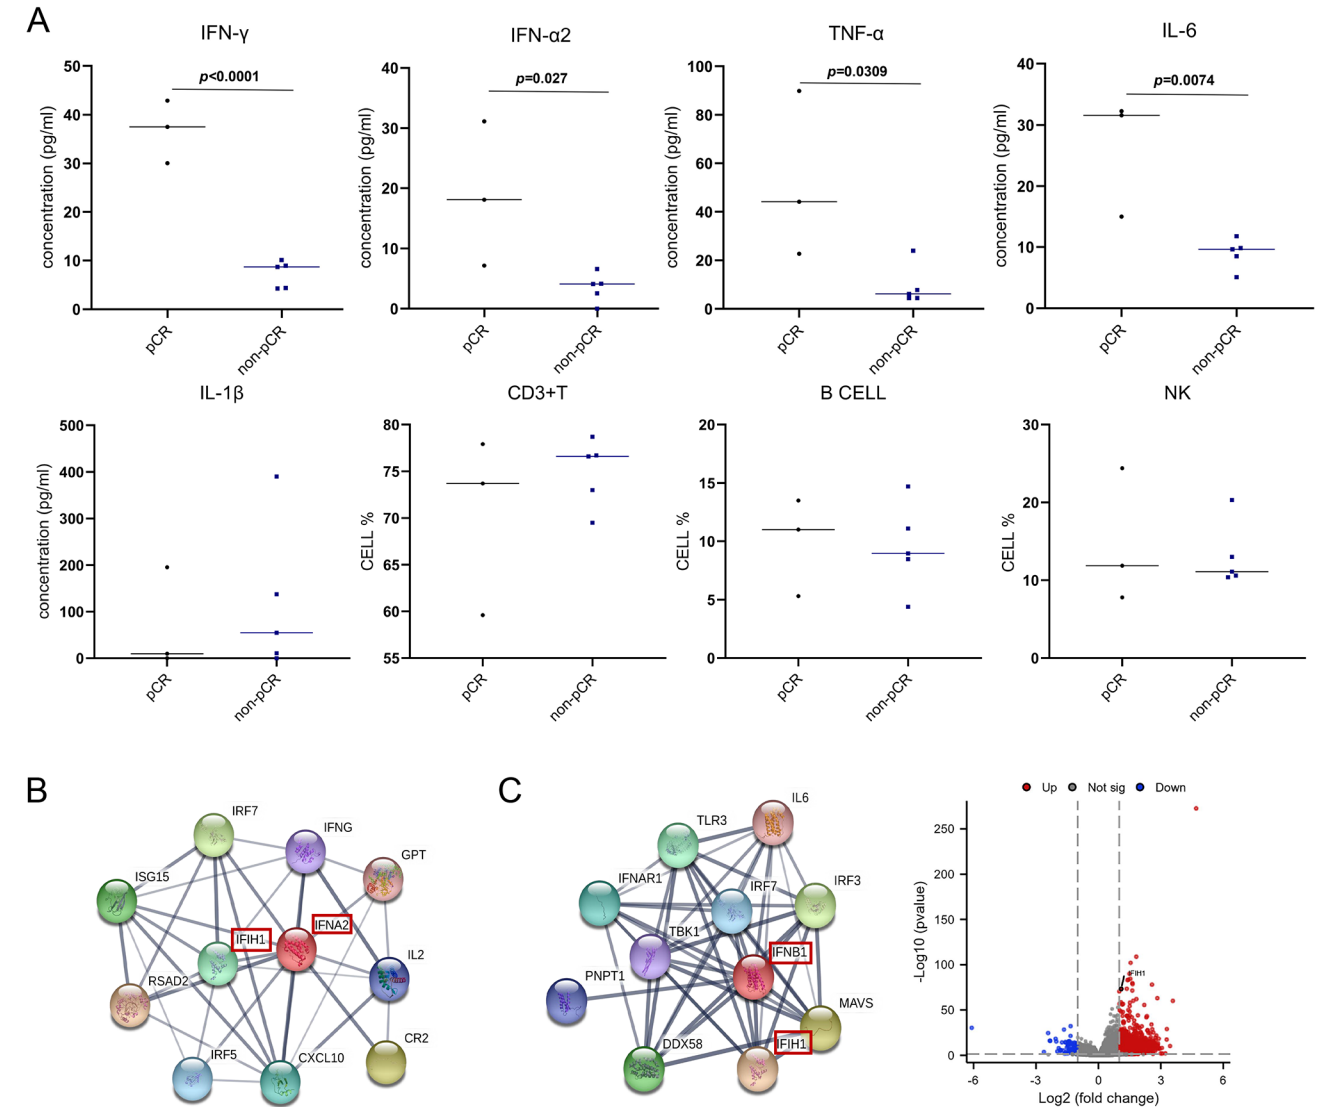 A
IFN-γ
p<0.0001
concentration (pg/ml)
50
40
30
20
10
0
pCR
non-pCR
IFN-α2
p=0.027
concentration (pg/ml)
40
30
20
10
0
pCR
non-pCR
TNF-α
p=0.0309
concentration (pg/ml)
100
80
60
40
20
0
pCR
non-pCR
IL-6
p=0.0074
concentration (pg/ml)
40
30
20
10
0
pCR
non-pCR
IL-1β
concentration (pg/ml)
500
400
300
200
100
0
pCR
non-pCR
CD3+T
CELL %
80
75
70
65
60
55
pCR
non-pCR
B CELL
CELL %
20
15
10
5
0
pCR
non-pCR
NK
CELL %
30
20
10
0
pCR
non-pCR
B
IRF7
IFNG
GPT
ISG15
IFNA2
IFIH1
IL2
RSAD2
CR2
IRF5
CXCL10
C
IL6
TLR3
IFNAR1
IRF7
IRF3
TBK1
IFNB1
PNPT1
MAVS
DDX58
IFIH1
Up
Not sig
Down
-Log10 (pvalue)
250
200
150
100
50
0
IFIH1
-6
-3
0
3
6
Log2 (fold change)